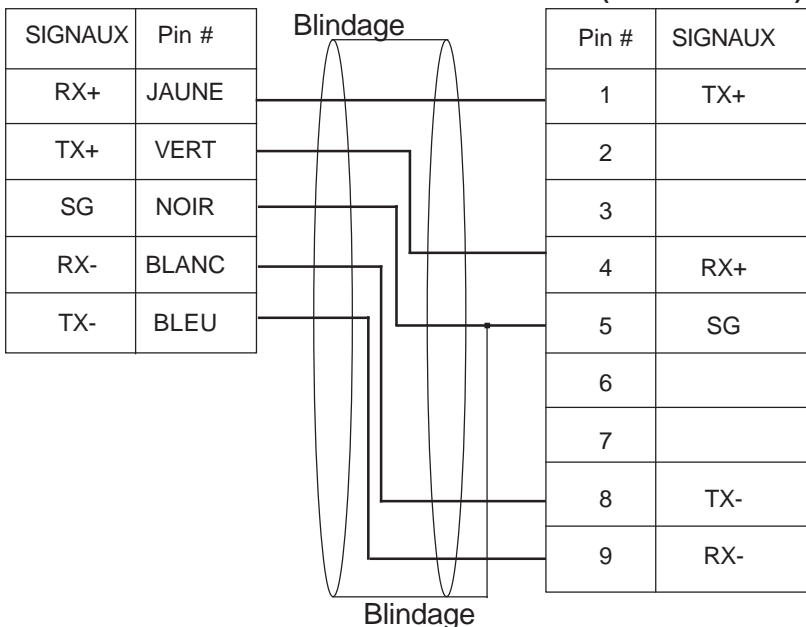 Blindage
SIGNAUX Pin #
RX+ JAUNE
TX+ VERT
SG NOIR
RX- BLANC
TX- BLEU
Pin # SIGNAUX
1 TX+
2
3
4 RX+
5 SG
6
7
8 TX-
9 RX-
Blindage